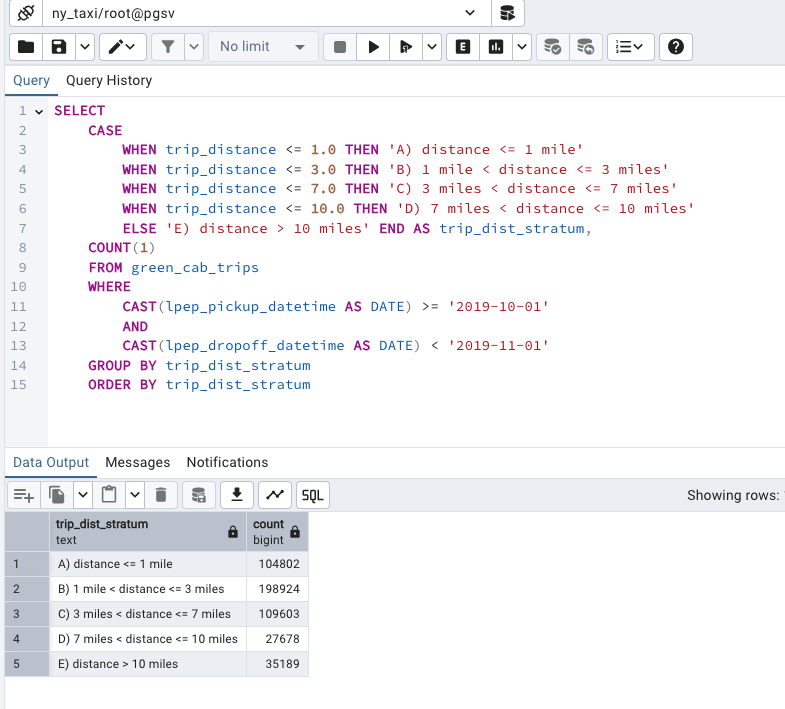 ny_taxi/root@pgsv
No limit
E
Query Query History
1 SELECT
2 CASE
3 WHEN trip_distance <= 1.0 THEN 'A) distance <= 1 mile'
4 WHEN trip_distance <= 3.0 THEN 'B) 1 mile < distance <= 3 miles'
5 WHEN trip_distance <= 7.0 THEN 'C) 3 miles < distance <= 7 miles'
6 WHEN trip_distance <= 10.0 THEN 'D) 7 miles < distance <= 10 miles'
7 ELSE 'E) distance > 10 miles' END AS trip_dist_stratum,
8 COUNT(1)
9 FROM green_cab_trips
10 WHERE
11 CAST(lpep_pickup_datetime AS DATE) >= '2019-10-01'
12 AND
13 CAST(lpep_dropoff_datetime AS DATE) < '2019-11-01'
14 GROUP BY trip_dist_stratum
15 ORDER BY trip_dist_stratum
Data Output Messages Notifications
SQL Showing rows:
trip_dist_stratum count
text bigint
1 A) distance <= 1 mile 104802
2 B) 1 mile < distance <= 3 miles 198924
3 C) 3 miles < distance <= 7 miles 109603
4 D) 7 miles < distance <= 10 miles 27678
5 E) distance > 10 miles 35189